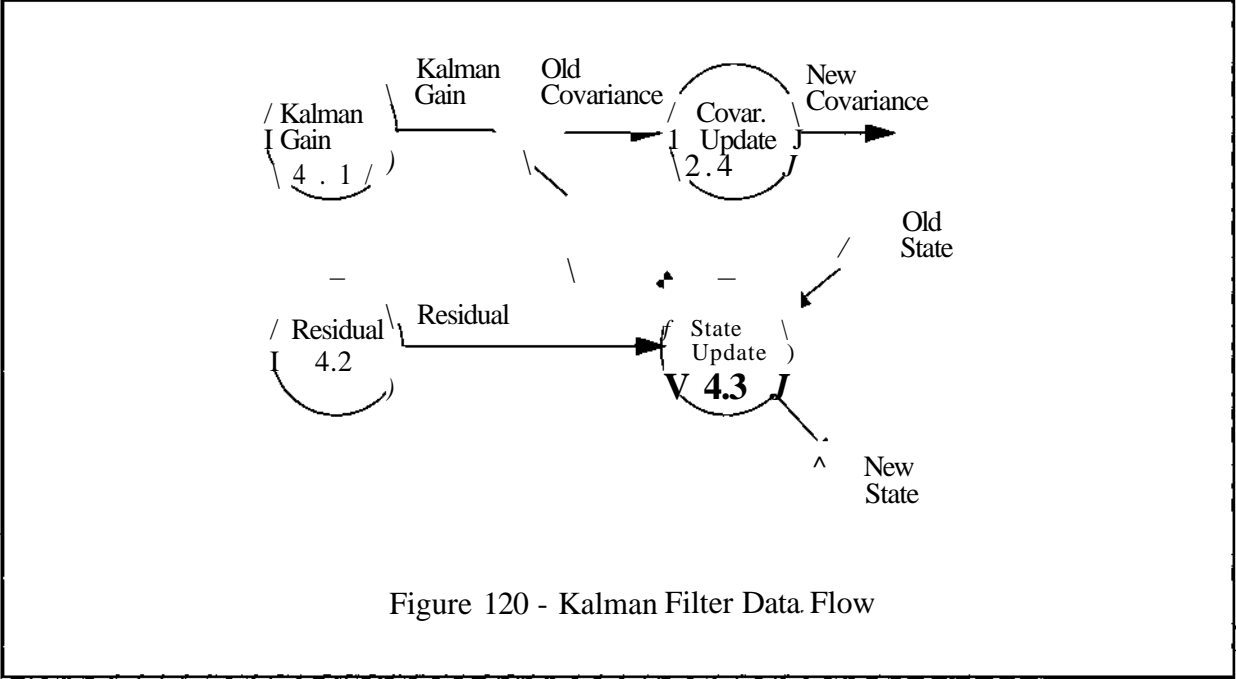 Kalman
Gain
Old
Covariance
New
Covariance
Kalman
Gain
4 . 1
Covar.
Update
2.4
Old
State
Residual
4.2
Residual
State
Update
4.3
New
State
Figure 120 - Kalman Filter Data Flow